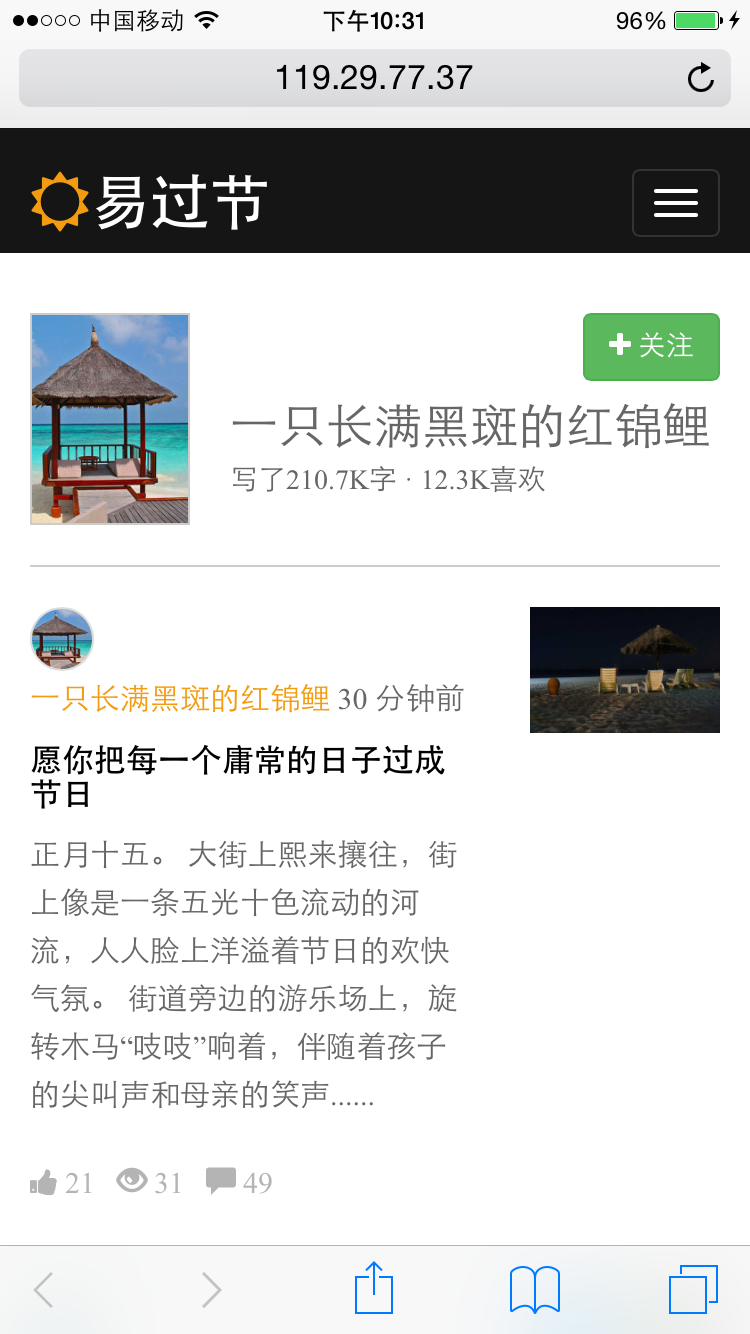 中国移动 下午10:31 96%
119.29.77.37
易过节
关注
一只长满黑斑的红锦鲤
写了210.7K字 · 12.3K喜欢
一只长满黑斑的红锦鲤 30 分钟前
愿你把每一个庸常的日子过成
节日
正月十五。 大街上熙来攘往，街
上像是一条五光十色流动的河
流，人人脸上洋溢着节日的欢快
气氛。 街道旁边的游乐场上，旋
转木马“吱吱”响着，伴随着孩子
的尖叫声和母亲的笑声......
21 31 49